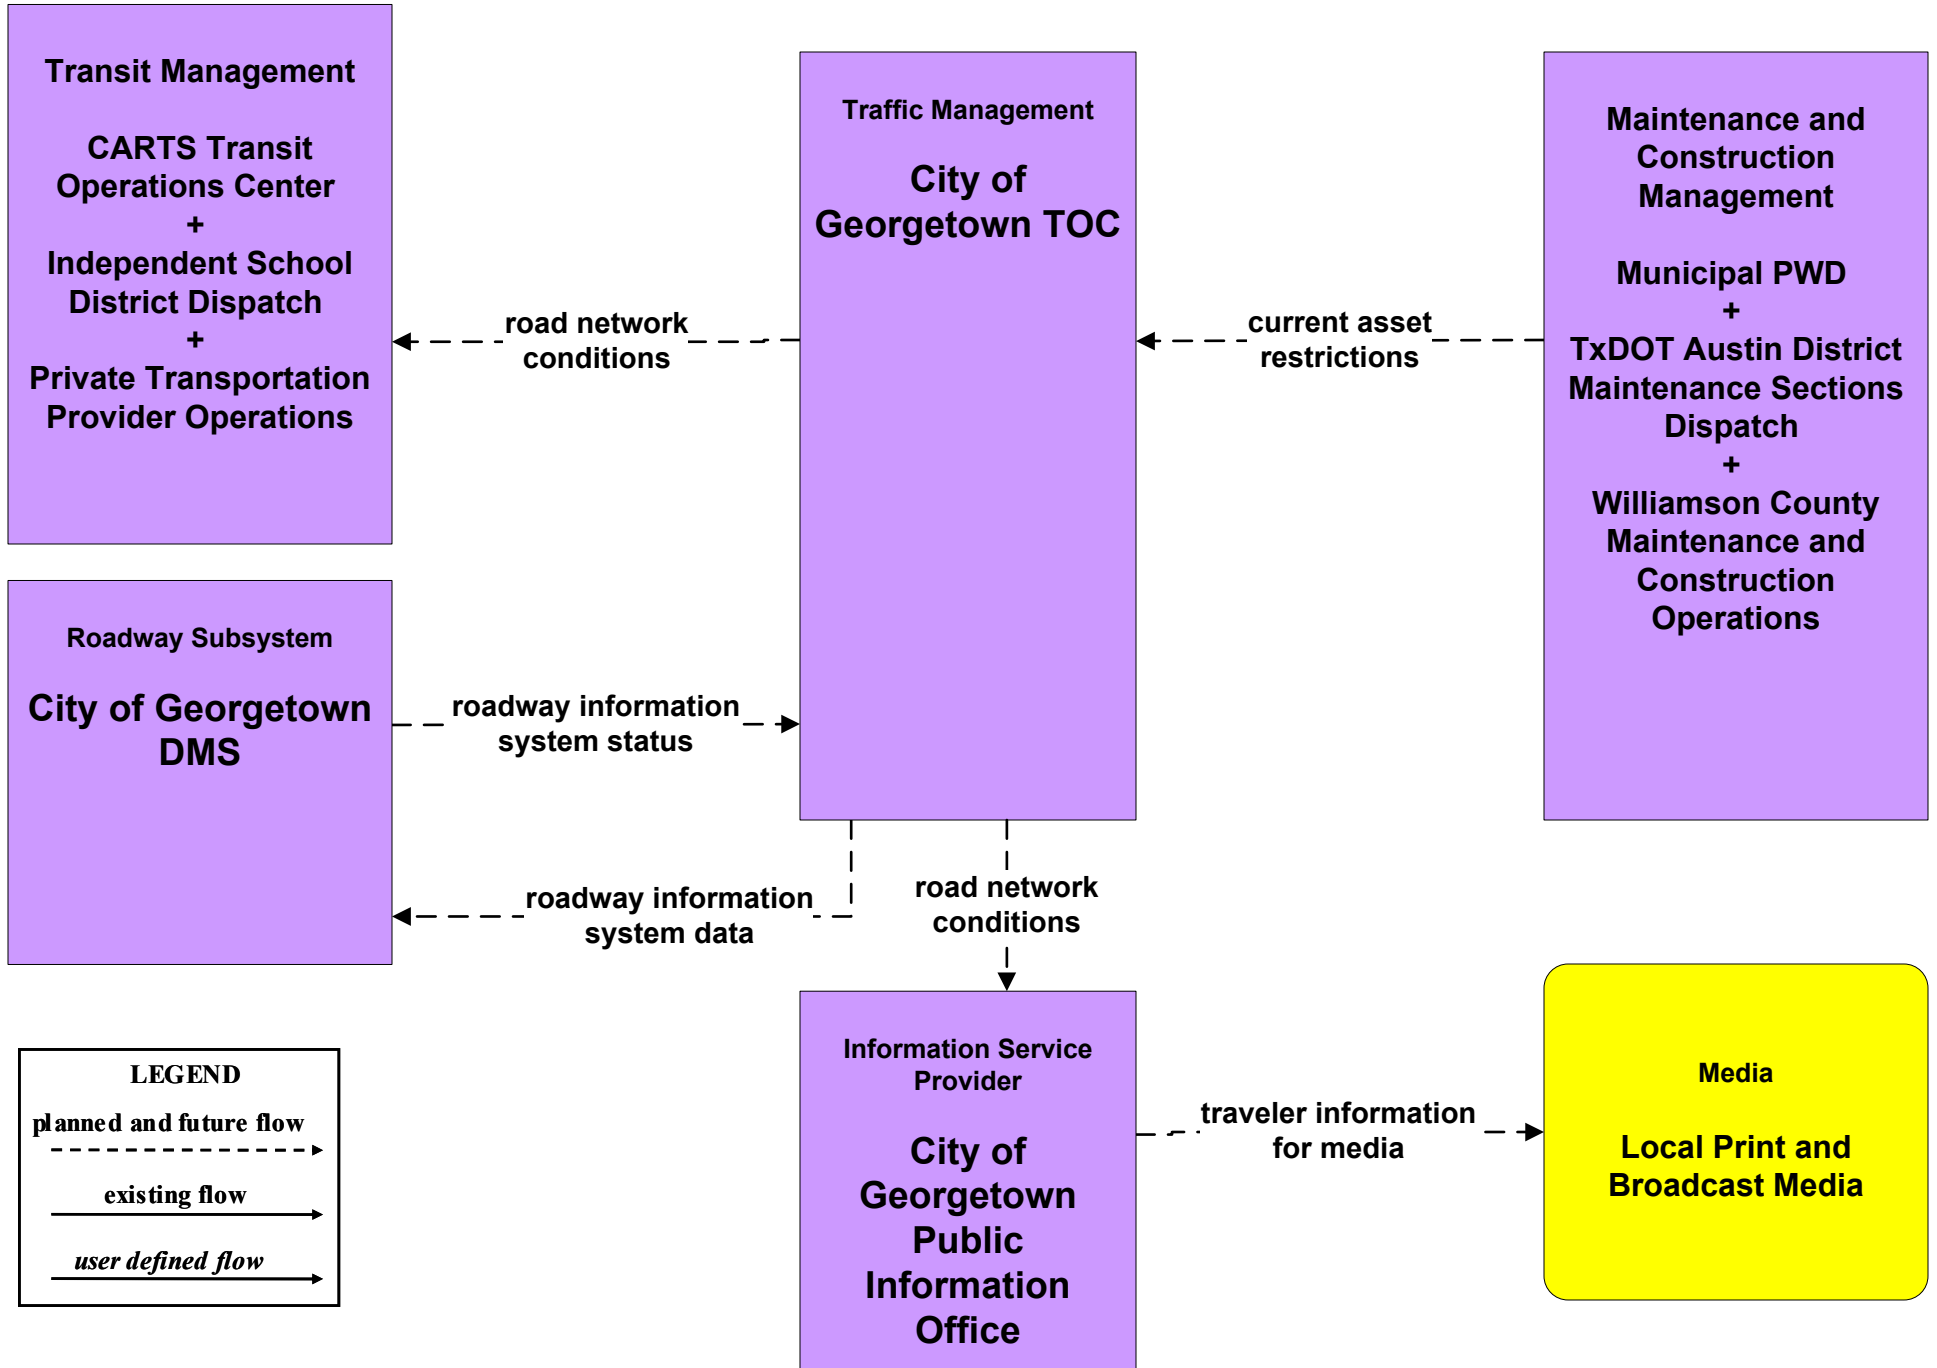 Transit Management
CARTS Transit
Operations Center
+
Independent School
District Dispatch
+
Private Transportation
Provider Operations
Traffic Management
City of
Georgetown TOC
Maintenance and
Construction
Management
Municipal PWD
+
TxDOT Austin District
Maintenance Sections
Dispatch
+
Williamson County
Maintenance and
Construction
Operations
road network
conditions
current asset
restrictions
Roadway Subsystem
City of Georgetown
DMS
roadway information
system status
roadway information
system data
road network
conditions
Information Service
Provider
City of
Georgetown
Public
Information
Office
traveler information
for media
Media
Local Print and
Broadcast Media
LEGEND
planned and future flow
existing flow
user defined flow